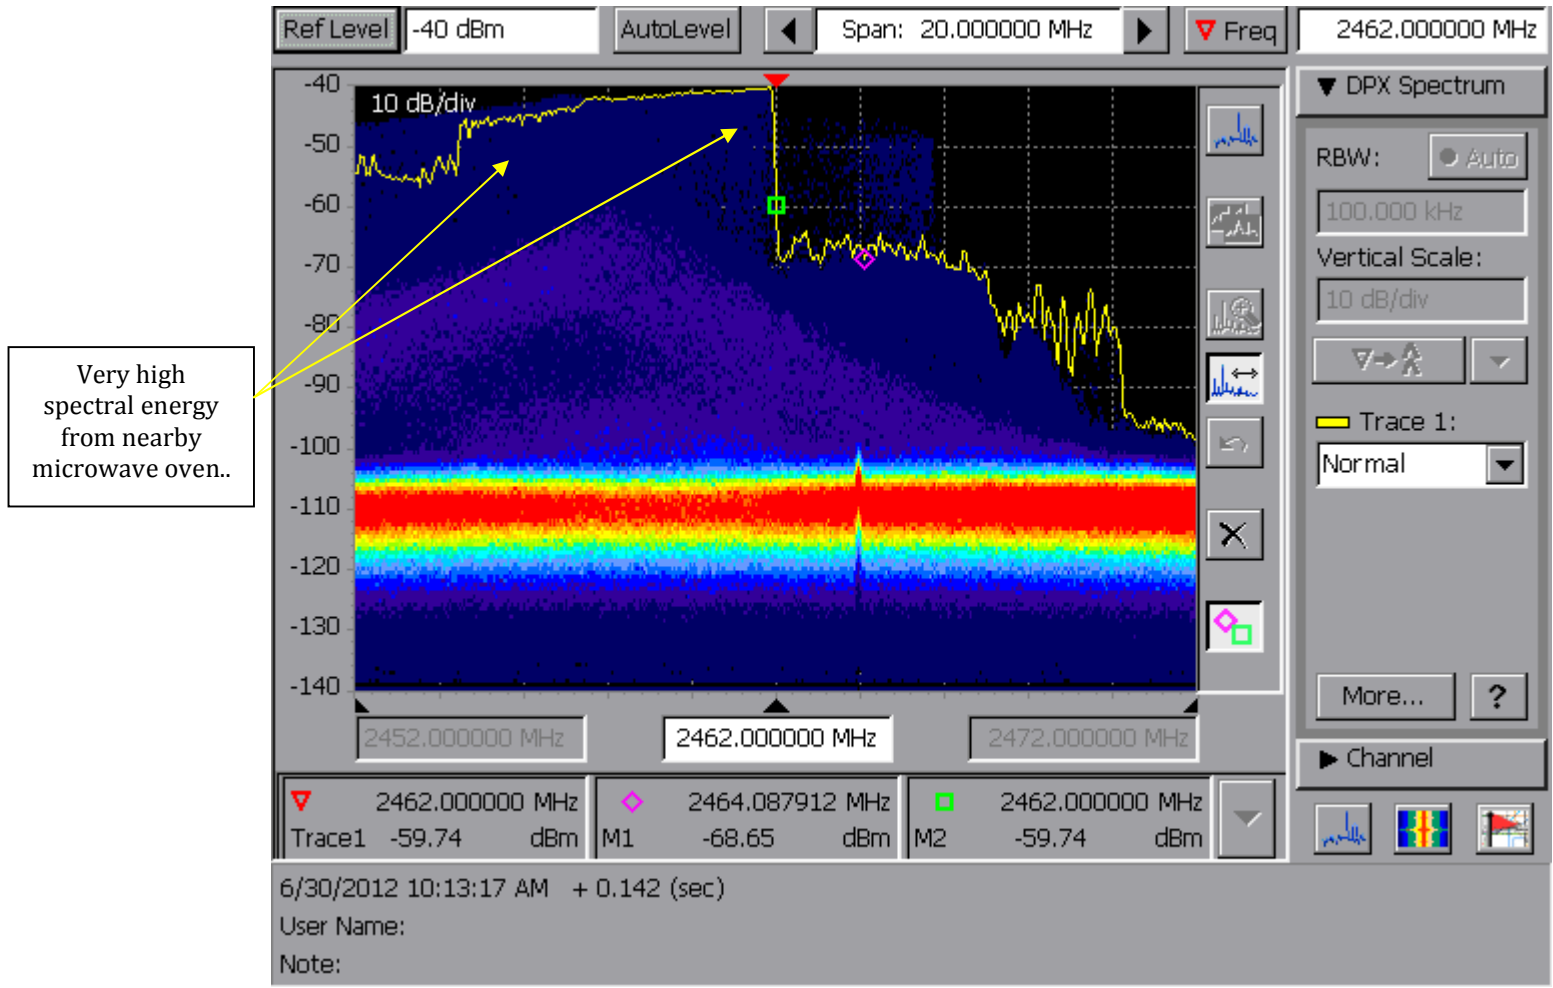 Ref Level -40 dBm AutoLevel Span: 20.000000 MHz Freq 2462.000000 MHz
DPX Spectrum
10 dB/div
-40
-50
-60
-70
-80
-90
-100
-110
-120
-130
-140
Very high
spectral energy
from nearby
microwave oven..
RBW: Auto
100.000 kHz
Vertical Scale:
10 dB/div
Trace 1:
Normal
More... ?
Channel
2452.000000 MHz 2462.000000 MHz 2472.000000 MHz
2462.000000 MHz 2464.087912 MHz 2462.000000 MHz
Trace1 -59.74 dBm M1 -68.65 dBm M2 -59.74 dBm
6/30/2012 10:13:17 AM + 0.142 (sec)
User Name:
Note: